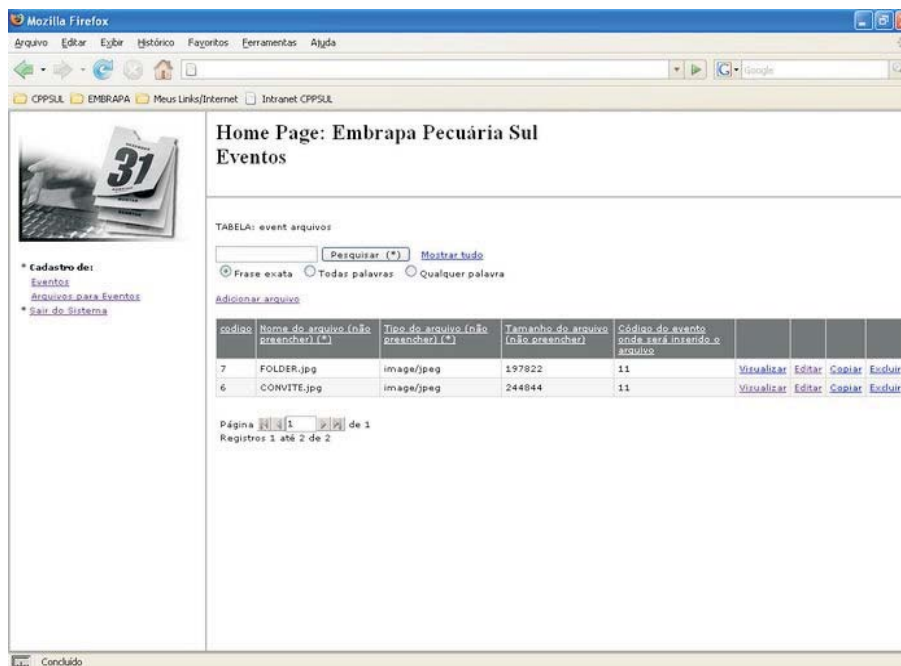 Mozilla Firefox
Arquivo Editar Exibir Histórico Favoritos Ferramentas Ajuda
G Google
CPPSUL EMBRAPA Meus Links/Internet Intranet CPPSUL
Home Page: Embrapa Pecuária Sul
Eventos
31
TABELA: event arquivos
Pesquisar (*) Mostrar tudo
Frase exata Todas palavras Qualquer palavra
* Cadastro de:
Eventos
Arquivos para Eventos
* Sair do Sistema
Adicionar arquivo
codigo Nome do arquivo (não preencher) (*) Tipo do arquivo (não preencher) (*) Tamanho do arquivo (não preencher) Código do evento onde será inserido o arquivo
7 FOLDER.jpg image/jpeg 197822 11 Visualizar Editar Copiar Excluir
6 CONVITE.jpg image/jpeg 244844 11 Visualizar Editar Copiar Excluir
Página 1 de 1
Registros 1 até 2 de 2
Concluído